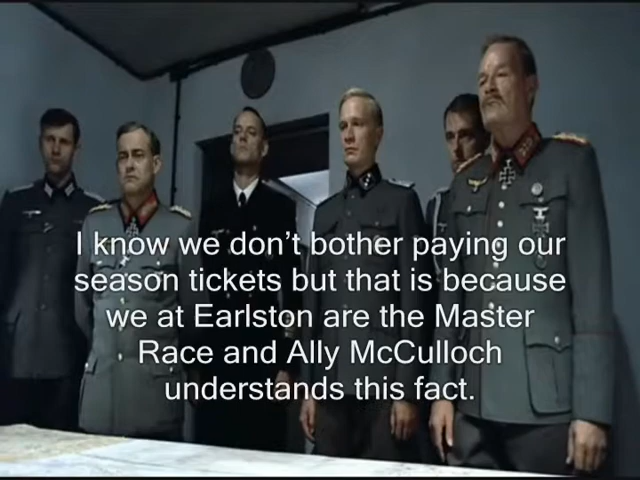 I know we don't bother paying our
season tickets but that is because
we at Earlston are the Master
Race and Ally McCulloch
understands this fact.